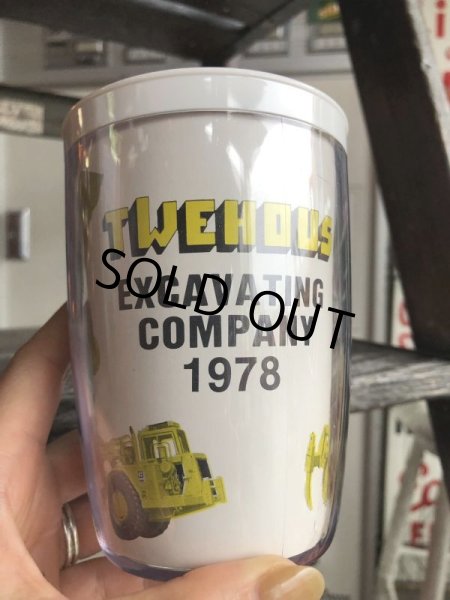 TWEHOUS
EXCAVATING
COMPANY
1978
SOLD OUT